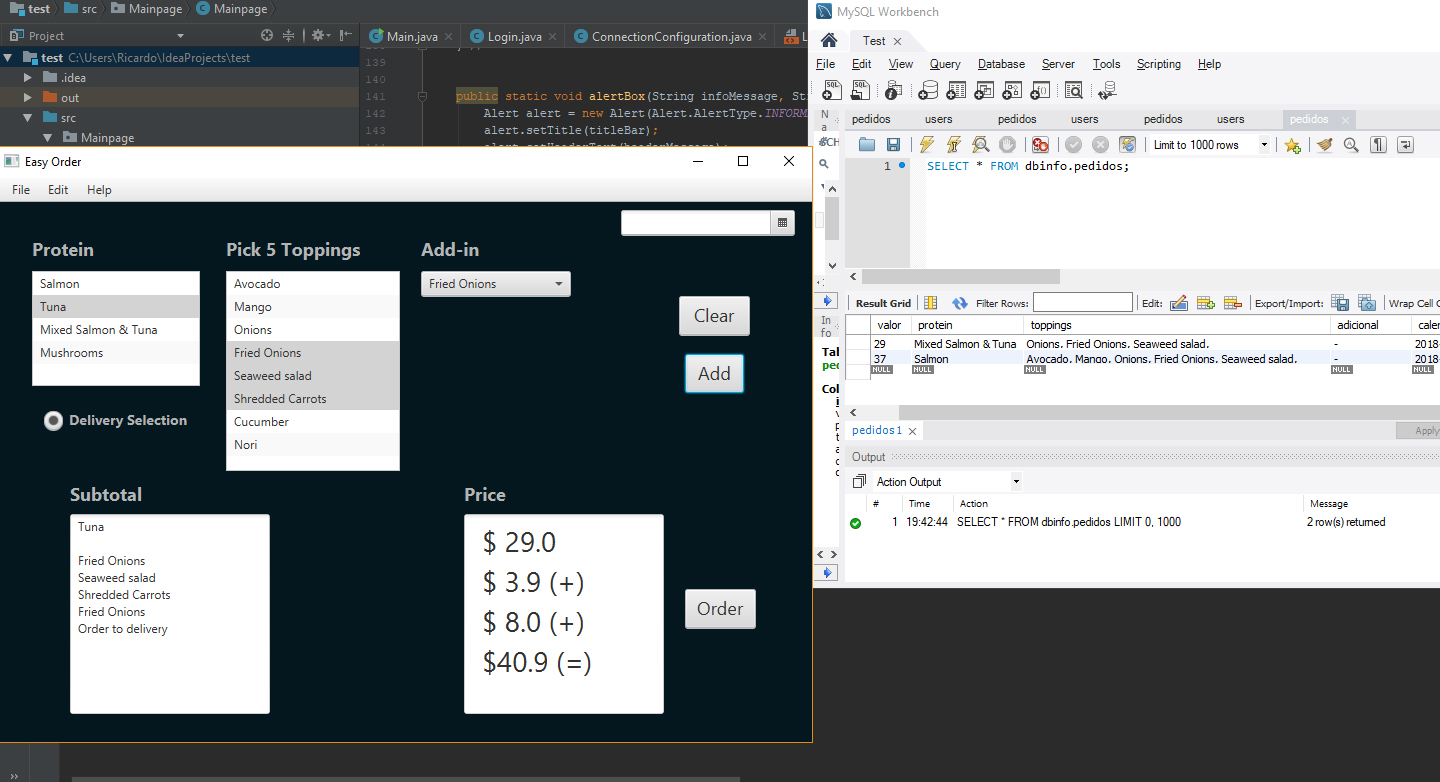 test src Mainpage Mainpage
Project
Main.java Login.java ConnectionConfiguration.java
test C:\Users\Ricardo\IdeaProjects\test
.idea
out
src
Mainpage
139
140
141 public static void alertBox(String infoMessage, St
142 Alert alert = new Alert(Alert.AlertType.INFORM
143 alert.setTitle(titleBar);
Easy Order
File Edit Help
Protein
Salmon
Tuna
Mixed Salmon & Tuna
Mushrooms
Delivery Selection
Pick 5 Toppings
Avocado
Mango
Onions
Fried Onions
Seaweed salad
Shredded Carrots
Cucumber
Nori
Add-in
Fried Onions
Clear
Add
Subtotal
Tuna
Fried Onions
Seaweed salad
Shredded Carrots
Fried Onions
Order to delivery
Price
$ 29.0
$ 3.9 (+)
$ 8.0 (+)
$40.9 (=)
Order
MySQL Workbench
Test
File Edit View Query Database Server Tools Scripting Help
pedidos users pedidos users pedidos users pedidos
Limit to 1000 rows
1 SELECT * FROM dbinfo.pedidos;
Result Grid Filter Rows: Edit: Export/Import: Wrap Cell C
valor protein toppings adicional calen
29 Mixed Salmon & Tuna Onions, Fried Onions, Seaweed salad, - 2018-
37 Salmon Avocado, Mango, Onions, Fried Onions, Seaweed salad, - 2018-
NULL NULL NULL NULL NULL
pedidos 1
Apply
Output
Action Output
# Time Action Message
1 19:42:44 SELECT * FROM dbinfo.pedidos LIMIT 0, 1000 2 row(s) returned